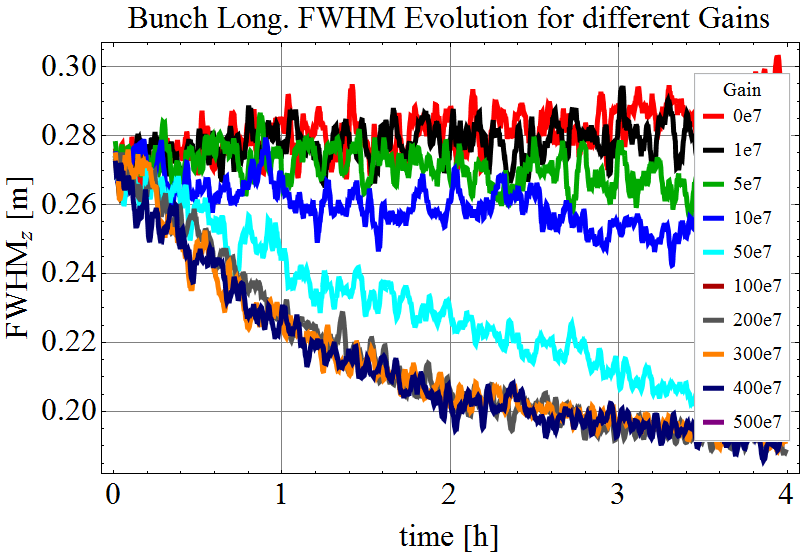 Bunch Long. FWHM Evolution for different Gains
FWHMz [m]
0.30
0.28
0.26
0.24
0.22
0.20
Gain
0e7
1e7
5e7
10e7
50e7
100e7
200e7
300e7
400e7
500e7
0 1 2 3 4
time [h]